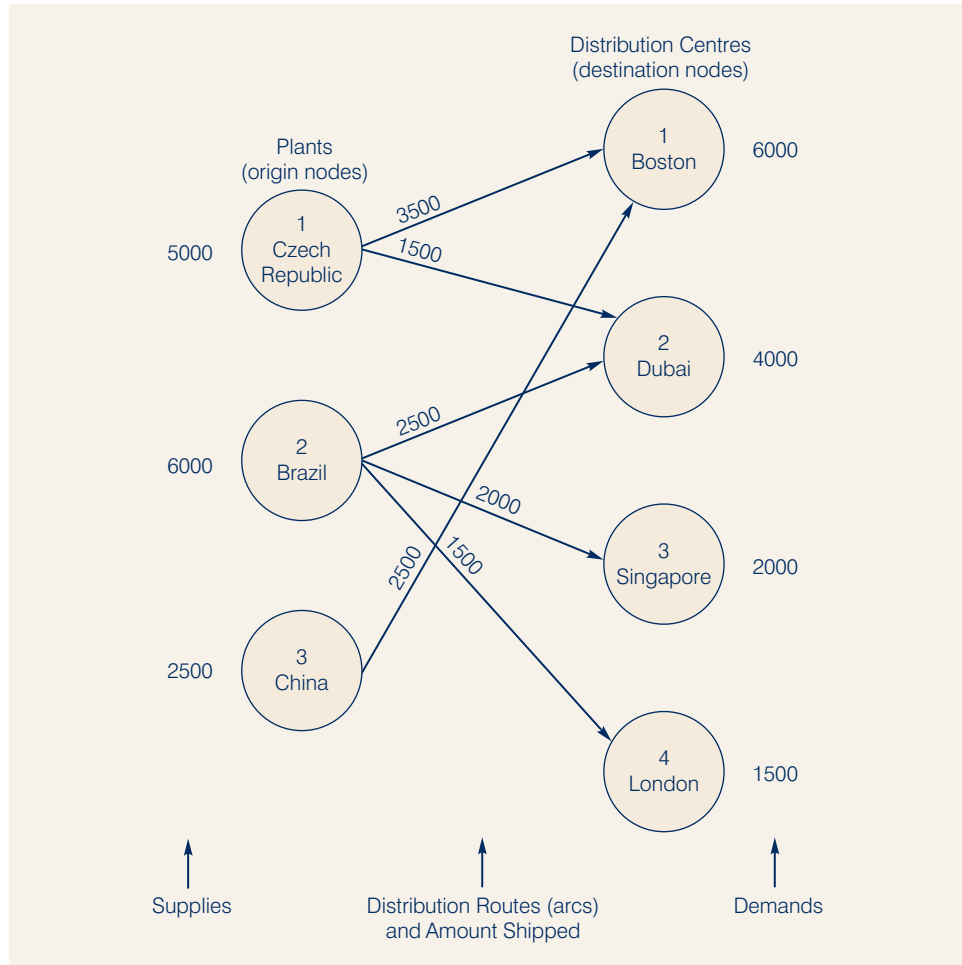 Distribution Centres
(destination nodes)
1
Boston
6000
Plants
(origin nodes)
1
Czech
Republic
5000
3500
1500
2
Dubai
4000
2
Brazil
6000
2500
2000
1500
2500
3
Singapore
2000
3
China
2500
4
London
1500
Supplies
Distribution Routes (arcs)
and Amount Shipped
Demands